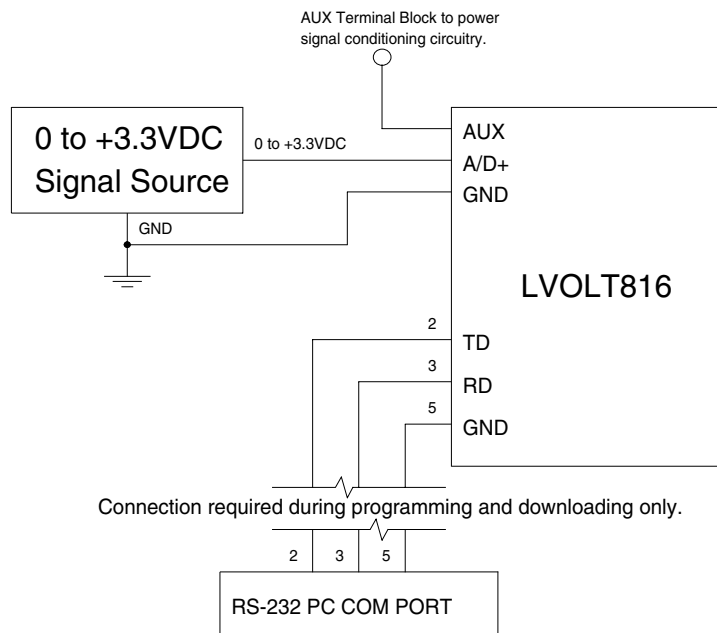 AUX Terminal Block to power
signal conditioning circuitry.
0 to +3.3VDC
Signal Source
0 to +3.3VDC
GND
AUX
A/D+
GND
LVOLT816
2
TD
3
RD
5
GND
Connection required during programming and downloading only.
2 3 5
RS-232 PC COM PORT